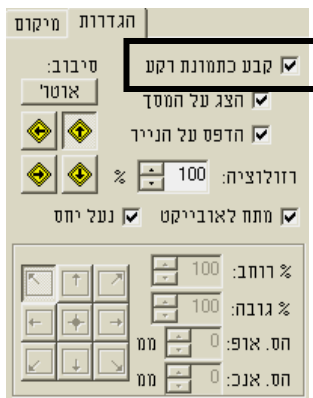 הגדרות מיקום
קבע כתמונת רקע
סיבוב:
הצג על המסך
אוטו'
הדפס על הנייר
רזולוציה: 100 %
מתח לאובייקט נעל יחס
% רוחב: 100
% גובה: 100
הס. אופ: 0 ממ
הס. אנכ: 0 ממ